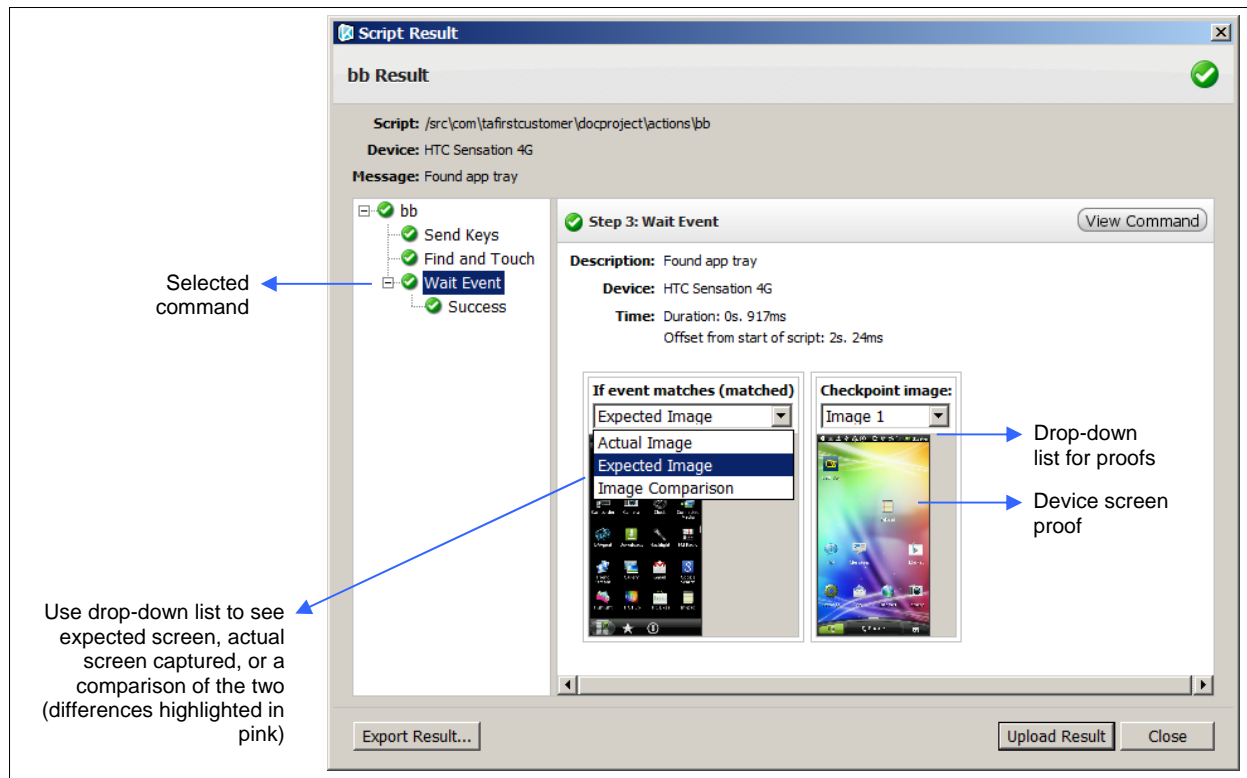 Script Result
bb Result
Script: /src\com\tafirstcustomer\docproject\actions\bb
Device: HTC Sensation 4G
Message: Found app tray
bb
Send Keys
Find and Touch
Wait Event
Success
Selected
command
Step 3: Wait Event
View Command
Description: Found app tray
Device: HTC Sensation 4G
Time: Duration: 0s. 917ms
Offset from start of script: 2s. 24ms
If event matches (matched)
Expected Image
Actual Image
Expected Image
Image Comparison
Checkpoint image:
Image 1
Drop-down
list for proofs
Device screen
proof
Use drop-down list to see
expected screen, actual
screen captured, or a
comparison of the two
(differences highlighted in
pink)
Export Result...
Upload Result
Close